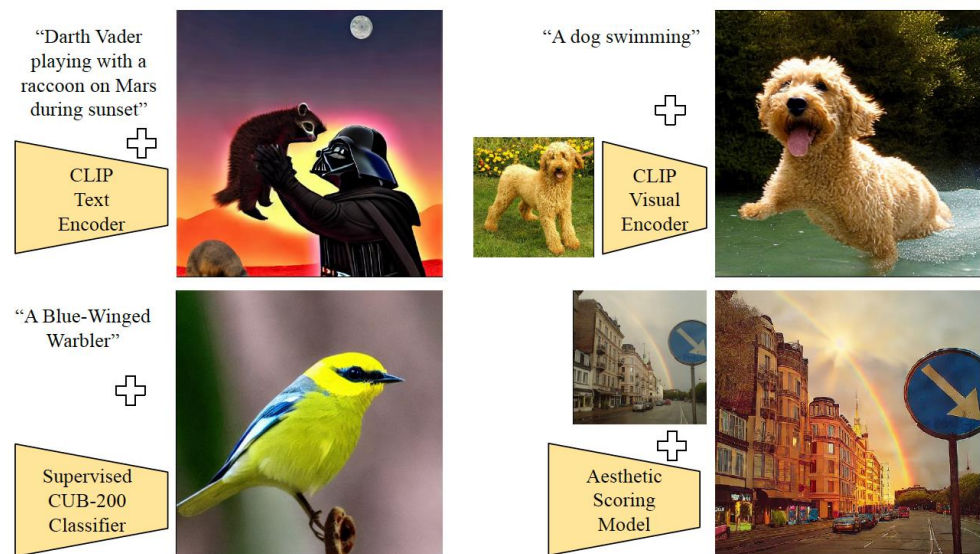 “Darth Vader
playing with a
raccoon on Mars
during sunset”
CLIP
Text
Encoder
“A dog swimming”
CLIP
Visual
Encoder
“A Blue-Winged
Warbler”
Supervised
CUB-200
Classifier
Aesthetic
Scoring
Model